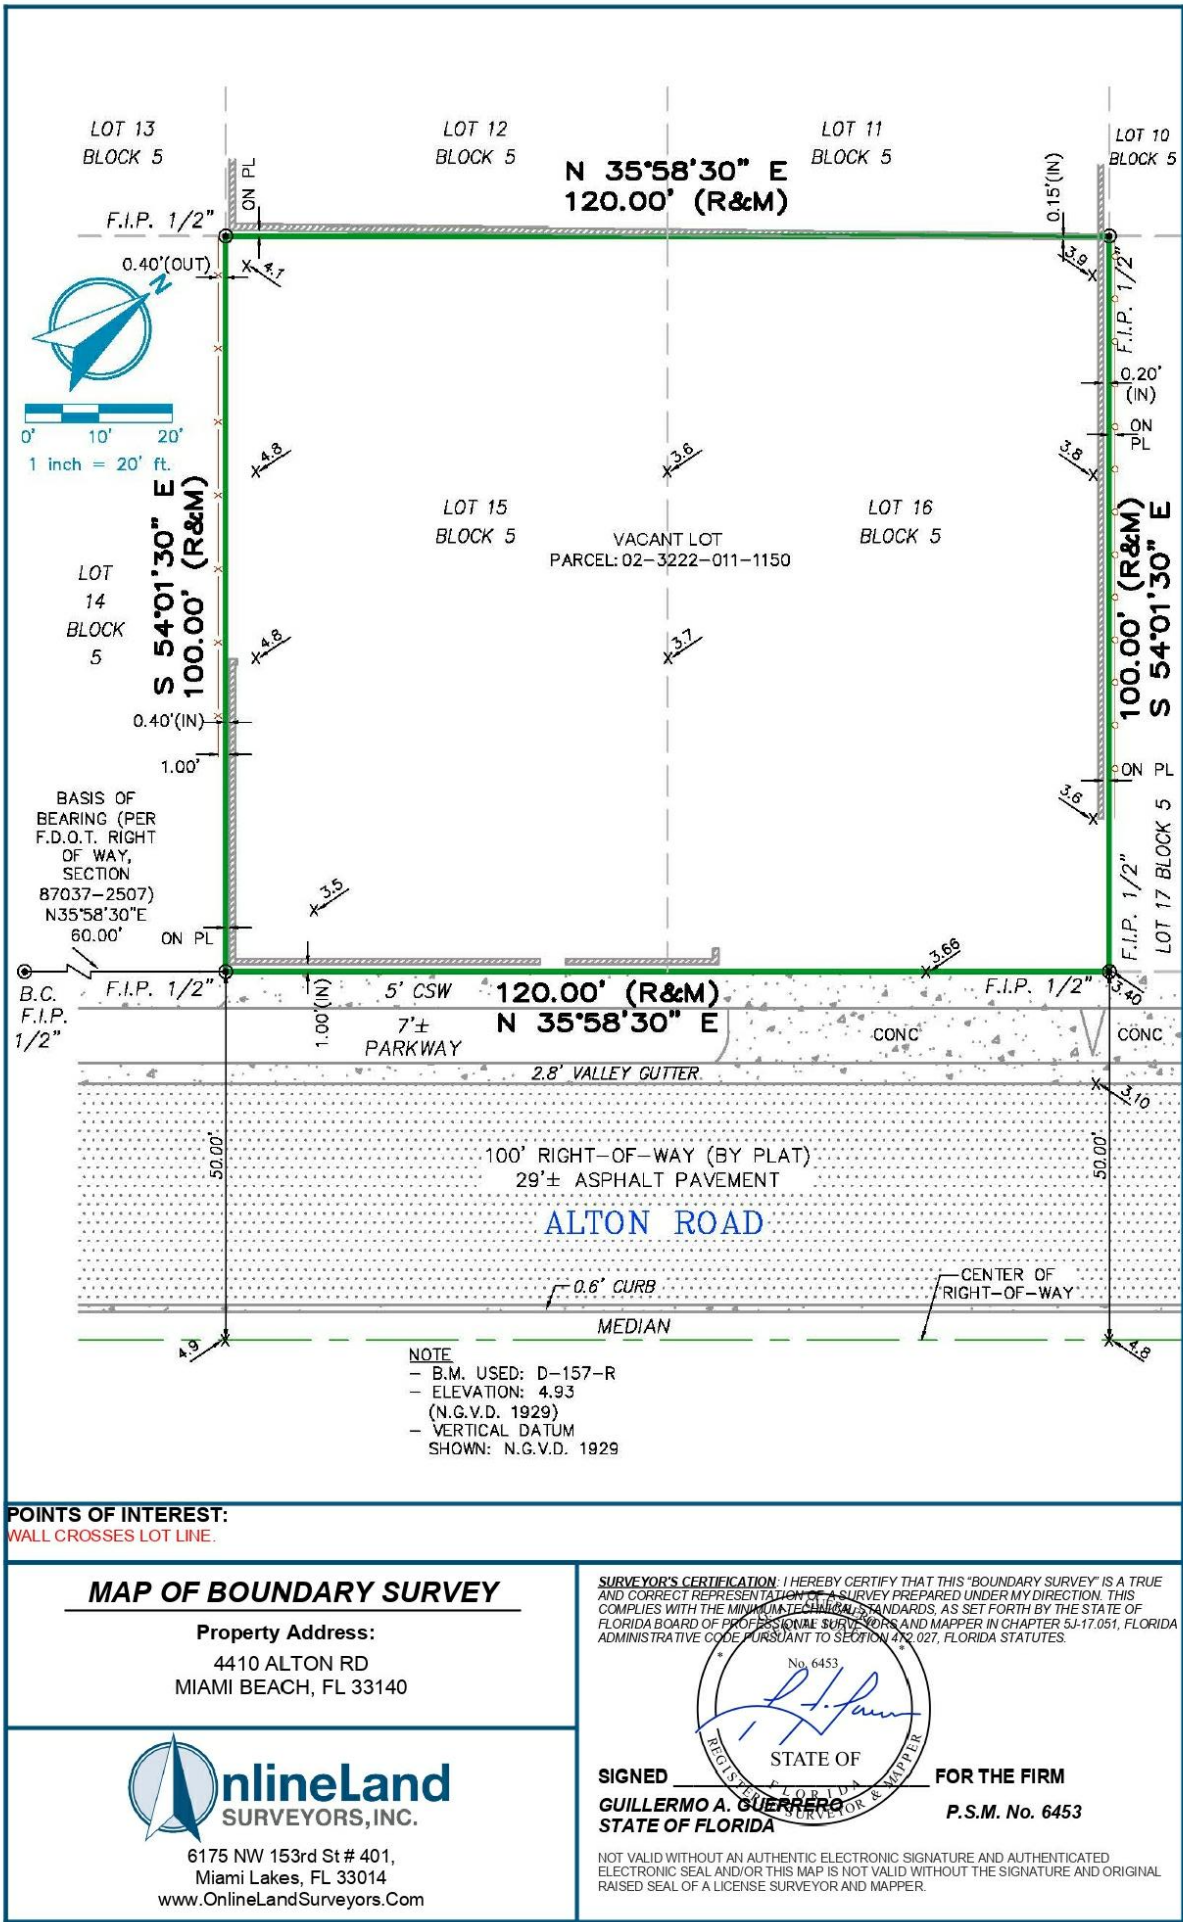 LOT 13
BLOCK 5
LOT 12
BLOCK 5
LOT 11
BLOCK 5
LOT 10
BLOCK 5
N 35°58'30" E
120.00' (R&M)
ON PL
0.15'(IN)
F.I.P. 1/2"
0.40'(OUT)
4.1
3.9
F.I.P. 1/2"
N
0' 10' 20'
1 inch = 20' ft.
0.20'
(IN)
ON
PL
4.8
3.6
3.8
S 54°01'30" E
100.00' (R&M)
LOT 15
BLOCK 5
LOT 16
BLOCK 5
VACANT LOT
PARCEL: 02-3222-011-1150
100.00' (R&M)
S 54°01'30" E
LOT
14
BLOCK
5
4.8
3.7
0.40'(IN)
1.00'
ON PL
3.6
BASIS OF
BEARING (PER
F.D.O.T. RIGHT
OF WAY,
SECTION
87037-2507)
N35°58'30"E
60.00'
3.5
ON PL
3.66
F.I.P. 1/2"
LOT 17 BLOCK 5
B.C.
F.I.P.
1/2"
F.I.P. 1/2"
1.00'(IN)
5' CSW
120.00' (R&M)
N 35°58'30" E
F.I.P. 1/2"
3.40
7'±
PARKWAY
CONC
CONC
2.8' VALLEY GUTTER
3.10
50.00'
50.00'
100' RIGHT-OF-WAY (BY PLAT)
29'± ASPHALT PAVEMENT
ALTON ROAD
0.6' CURB
CENTER OF
RIGHT-OF-WAY
MEDIAN
4.9
4.8
NOTE
- B.M. USED: D-157-R
- ELEVATION: 4.93
(N.G.V.D. 1929)
- VERTICAL DATUM
SHOWN: N.G.V.D. 1929
POINTS OF INTEREST:
WALL CROSSES LOT LINE.
MAP OF BOUNDARY SURVEY
Property Address:
4410 ALTON RD
MIAMI BEACH, FL 33140
OnlineLand
SURVEYORS, INC.
6175 NW 153rd St # 401,
Miami Lakes, FL 33014
www.OnlineLandSurveyors.Com
SURVEYOR'S CERTIFICATION: I HEREBY CERTIFY THAT THIS "BOUNDARY SURVEY" IS A TRUE
AND CORRECT REPRESENTATION OF A SURVEY PREPARED UNDER MY DIRECTION. THIS
COMPLIES WITH THE MINIMUM TECHNICAL STANDARDS, AS SET FORTH BY THE STATE OF
FLORIDA BOARD OF PROFESSIONAL SURVEYORS AND MAPPER IN CHAPTER 5J-17.051, FLORIDA
ADMINISTRATIVE CODE PURSUANT TO SECTION 472.027, FLORIDA STATUTES.
No. 6453
STATE OF
FLORIDA
REGISTERED SURVEYOR & MAPPER
SIGNED FOR THE FIRM
GUILLERMO A. GUERRERO P.S.M. No. 6453
STATE OF FLORIDA
NOT VALID WITHOUT AN AUTHENTIC ELECTRONIC SIGNATURE AND AUTHENTICATED
ELECTRONIC SEAL AND/OR THIS MAP IS NOT VALID WITHOUT THE SIGNATURE AND ORIGINAL
RAISED SEAL OF A LICENSE SURVEYOR AND MAPPER.